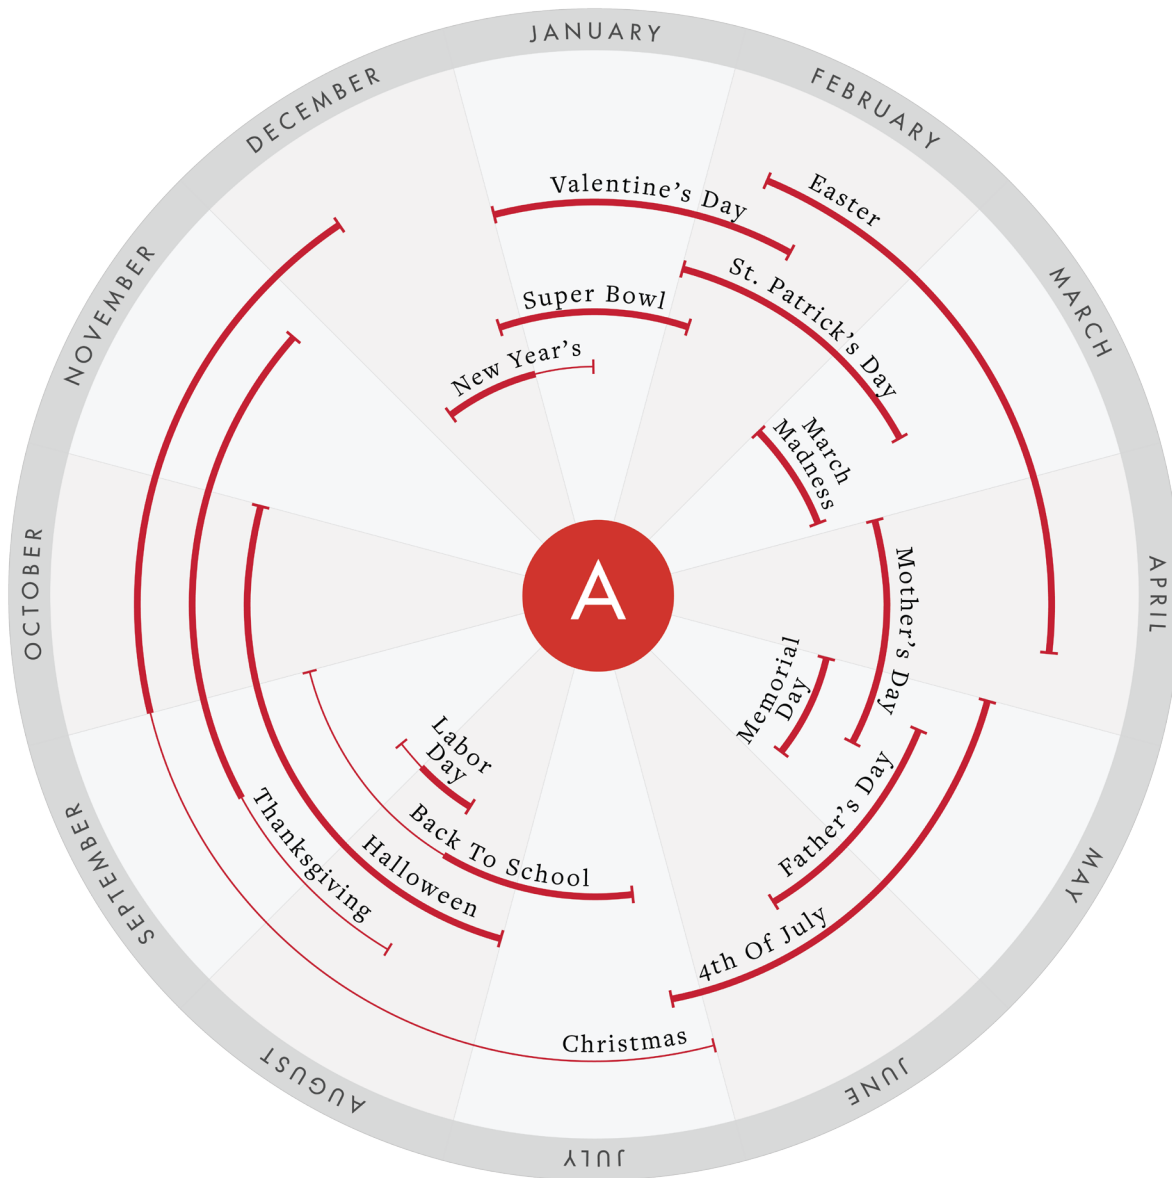 JANUARY
FEBRUARY
MARCH
APRIL
MAY
JUNE
JULY
AUGUST
SEPTEMBER
OCTOBER
NOVEMBER
DECEMBER
Valentine’s Day
Easter
St. Patrick’s Day
Super Bowl
New Year’s
March
Madness
A
Mother’s Day
Memorial
Day
Father’s Day
4th Of July
Labor
Day
Back To School
Halloween
Thanksgiving
Christmas